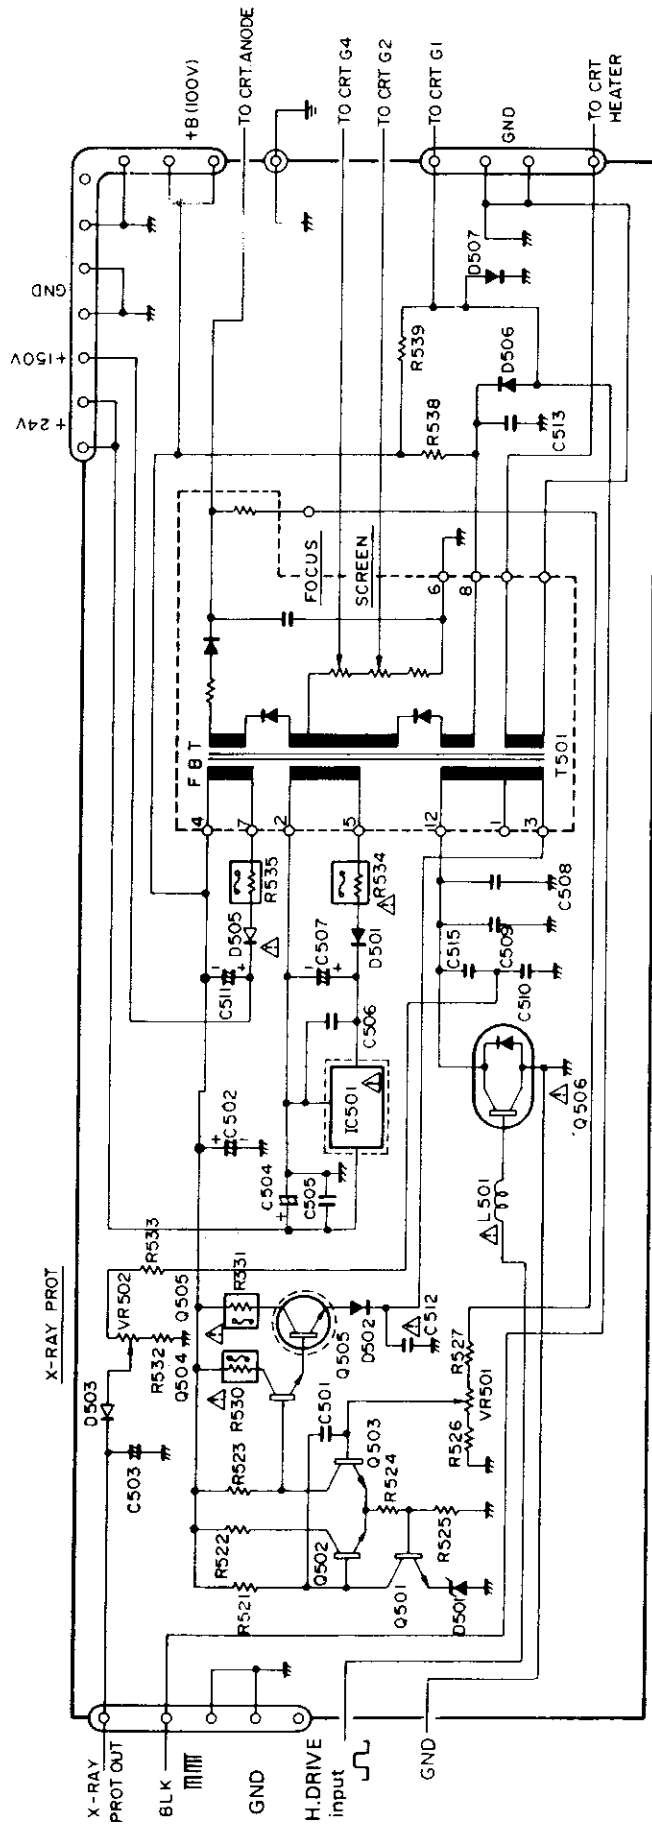 +B(100V)
TO CRT ANODE
TO CRT G4
TO CRT G2
TO CRT G1
GND
TO CRT
HEATER
GND
+150V
+24V
D507
R539
D506
R538
C513
FOCUS
SCREEN
6
8
FBT
T501
4
7
2
5
12
1
3
R535
D505
C511
R534
C507
D501
C506
IC501
C508
C515
C509
C510
Q506
C502
C504
C505
L501
X-RAY PROT
R533
VR502
R532
D503
C503
Q505
R531
Q504
R530
Q505
D502
C512
C501
R523
Q503
R524
R522
Q502
R525
R521
Q501
D501
R527
VR501
R526
X-RAY
PROT OUT
BLK
GND
H.DRIVE
input
GND